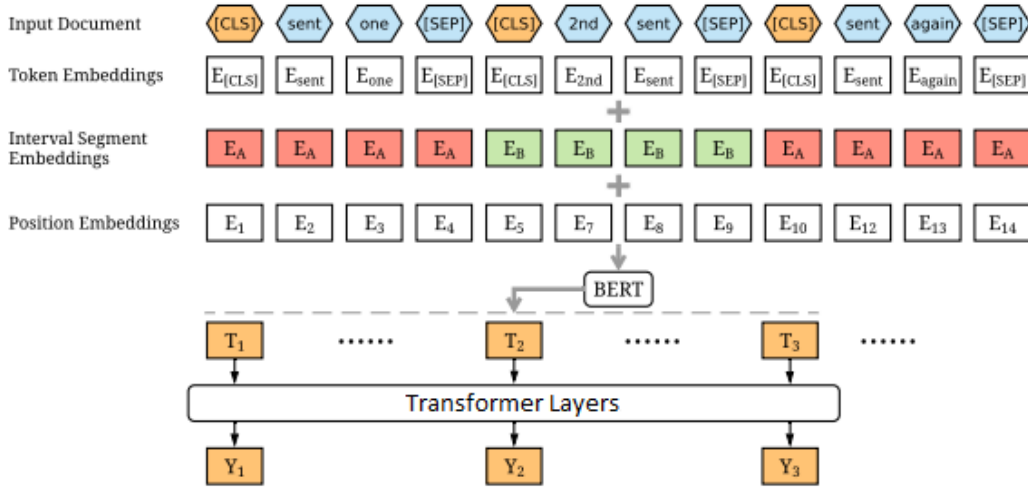 Input Document [CLS] sent one [SEP] [CLS] 2nd sent [SEP] [CLS] sent again [SEP]
Token Embeddings E[CLS] Esent Eone E[SEP] E[CLS] E2nd Esent E[SEP] E[CLS] Esent Eagain E[SEP]
+
Interval Segment
Embeddings
EA EA EA EA EB EB EB EB EA EA EA EA
+
Position Embeddings E1 E2 E3 E4 E5 E7 E8 E9 E10 E12 E13 E14
BERT
T1 ...... T2 ...... T3 ......
Transformer Layers
Y1 Y2 Y3